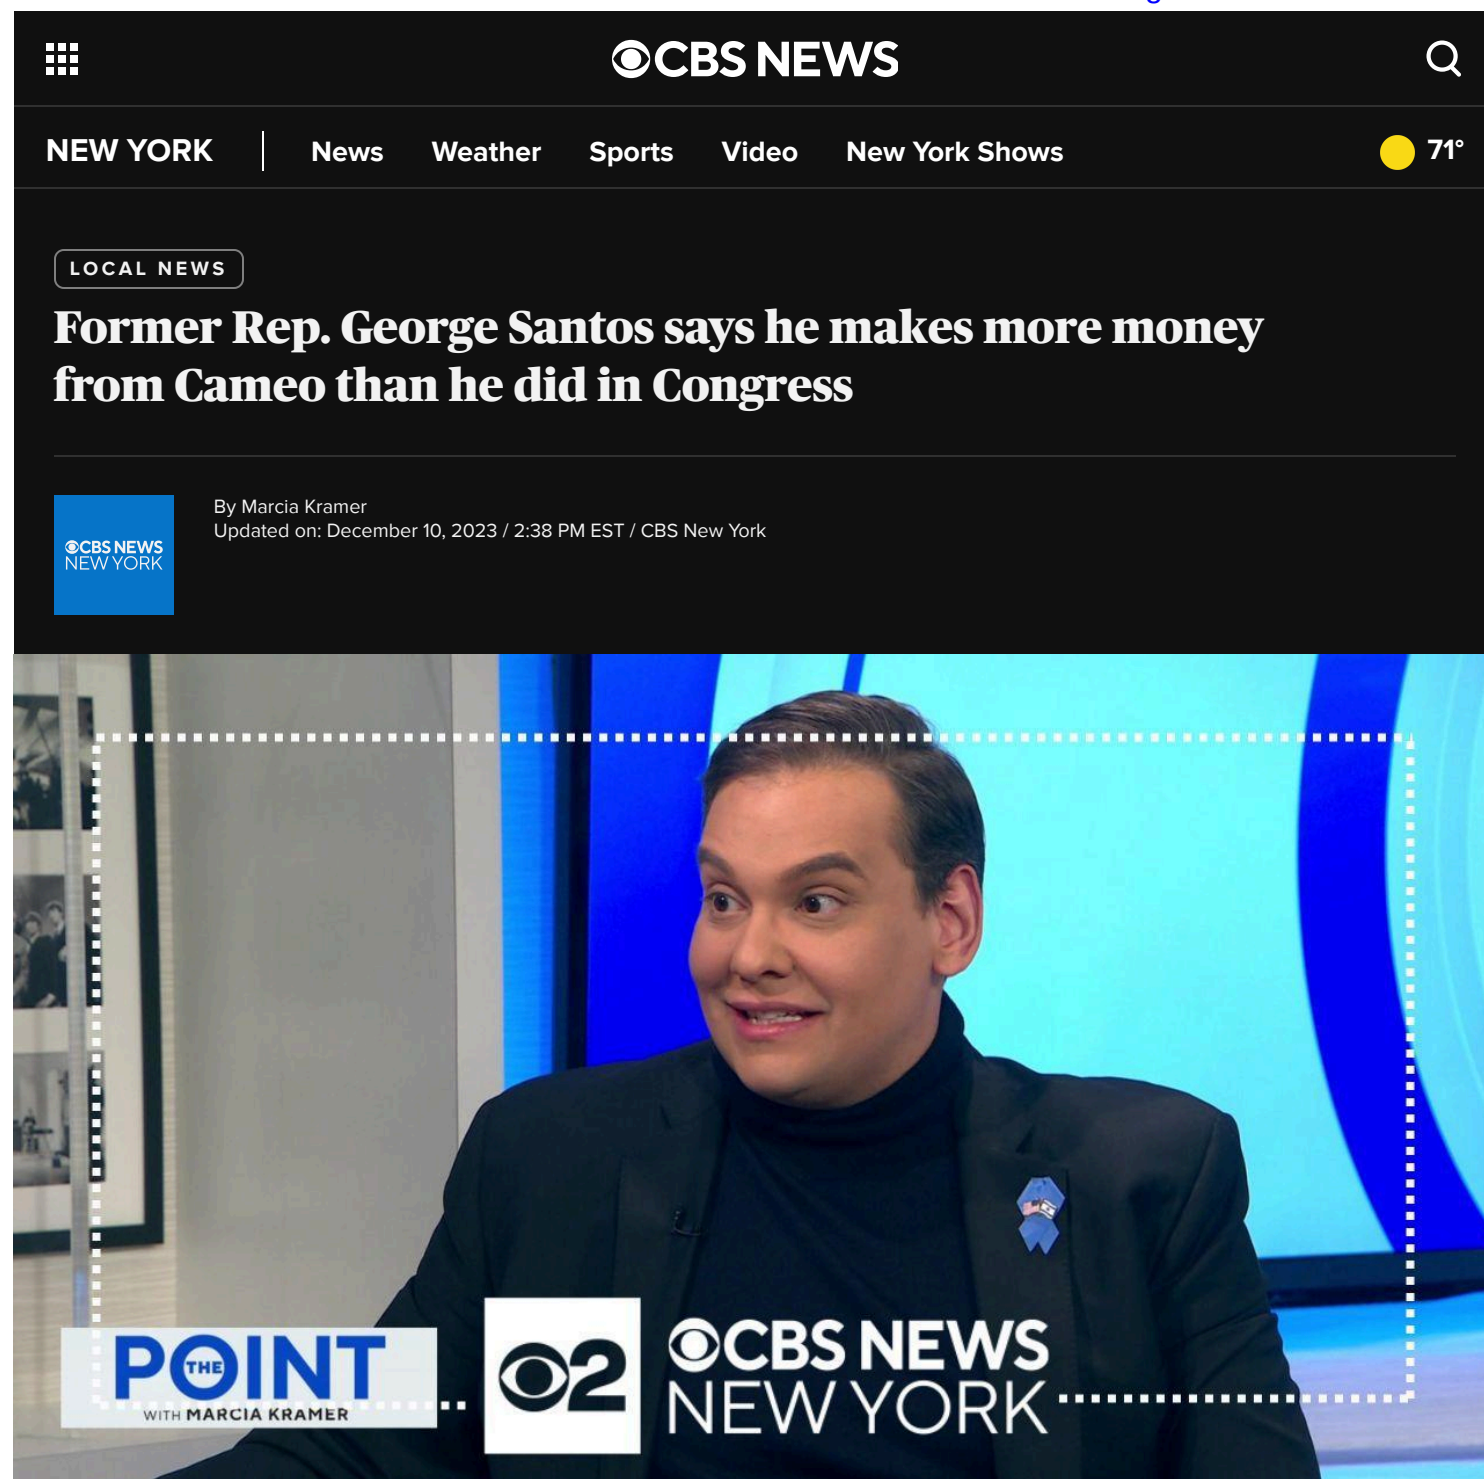 CBS NEWS
NEW YORK
News
Weather
Sports
Video
New York Shows
71°
LOCAL NEWS
Former Rep. George Santos says he makes more money
from Cameo than he did in Congress
CBS NEWS
NEW YORK
By Marcia Kramer
Updated on: December 10, 2023 / 2:38 PM EST / CBS New York
THE POINT
WITH MARCIA KRAMER
2
CBS NEWS
NEW YORK